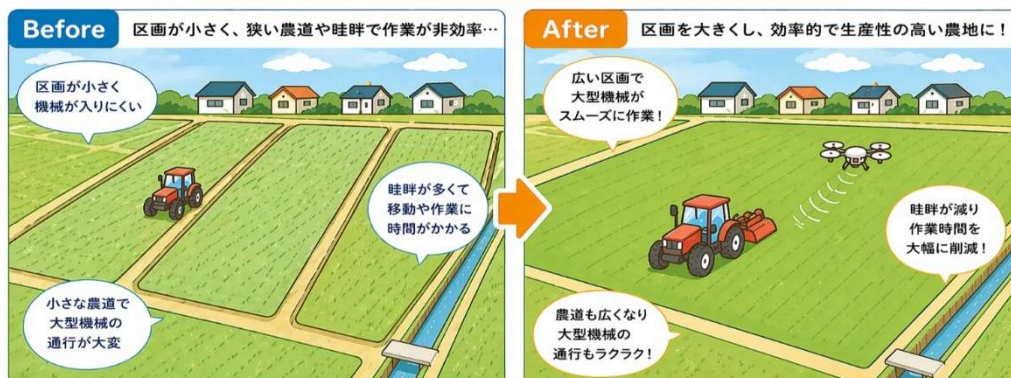 Before
区画が小さく、狭い農道や畦畔で作業が非効率…
区画が小さく
機械が入りにくい
畦畔が多くて
移動や作業に
時間がかかる
小さな農道で
大型機械の
通行が大変
After
区画を大きくし、効率的で生産性の高い農地に！
広い区画で
大型機械が
スムーズに作業！
畦畔が減り
作業時間を
大幅に削減！
農道も広くなり
大型機械の
通行もラクラク！